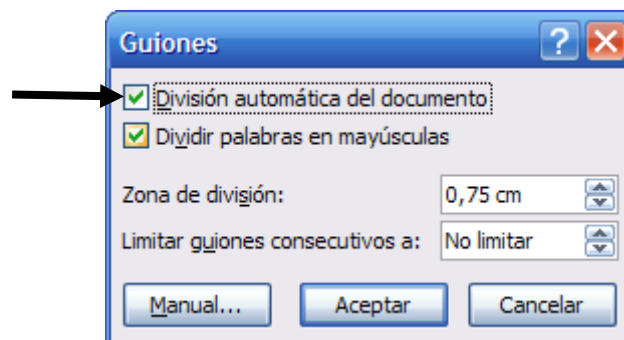 Guiones
División automática del documento
Dividir palabras en mayúsculas
Zona de división: 0,75 cm
Limitar guiones consecutivos a: No limitar
Manual... Aceptar Cancelar